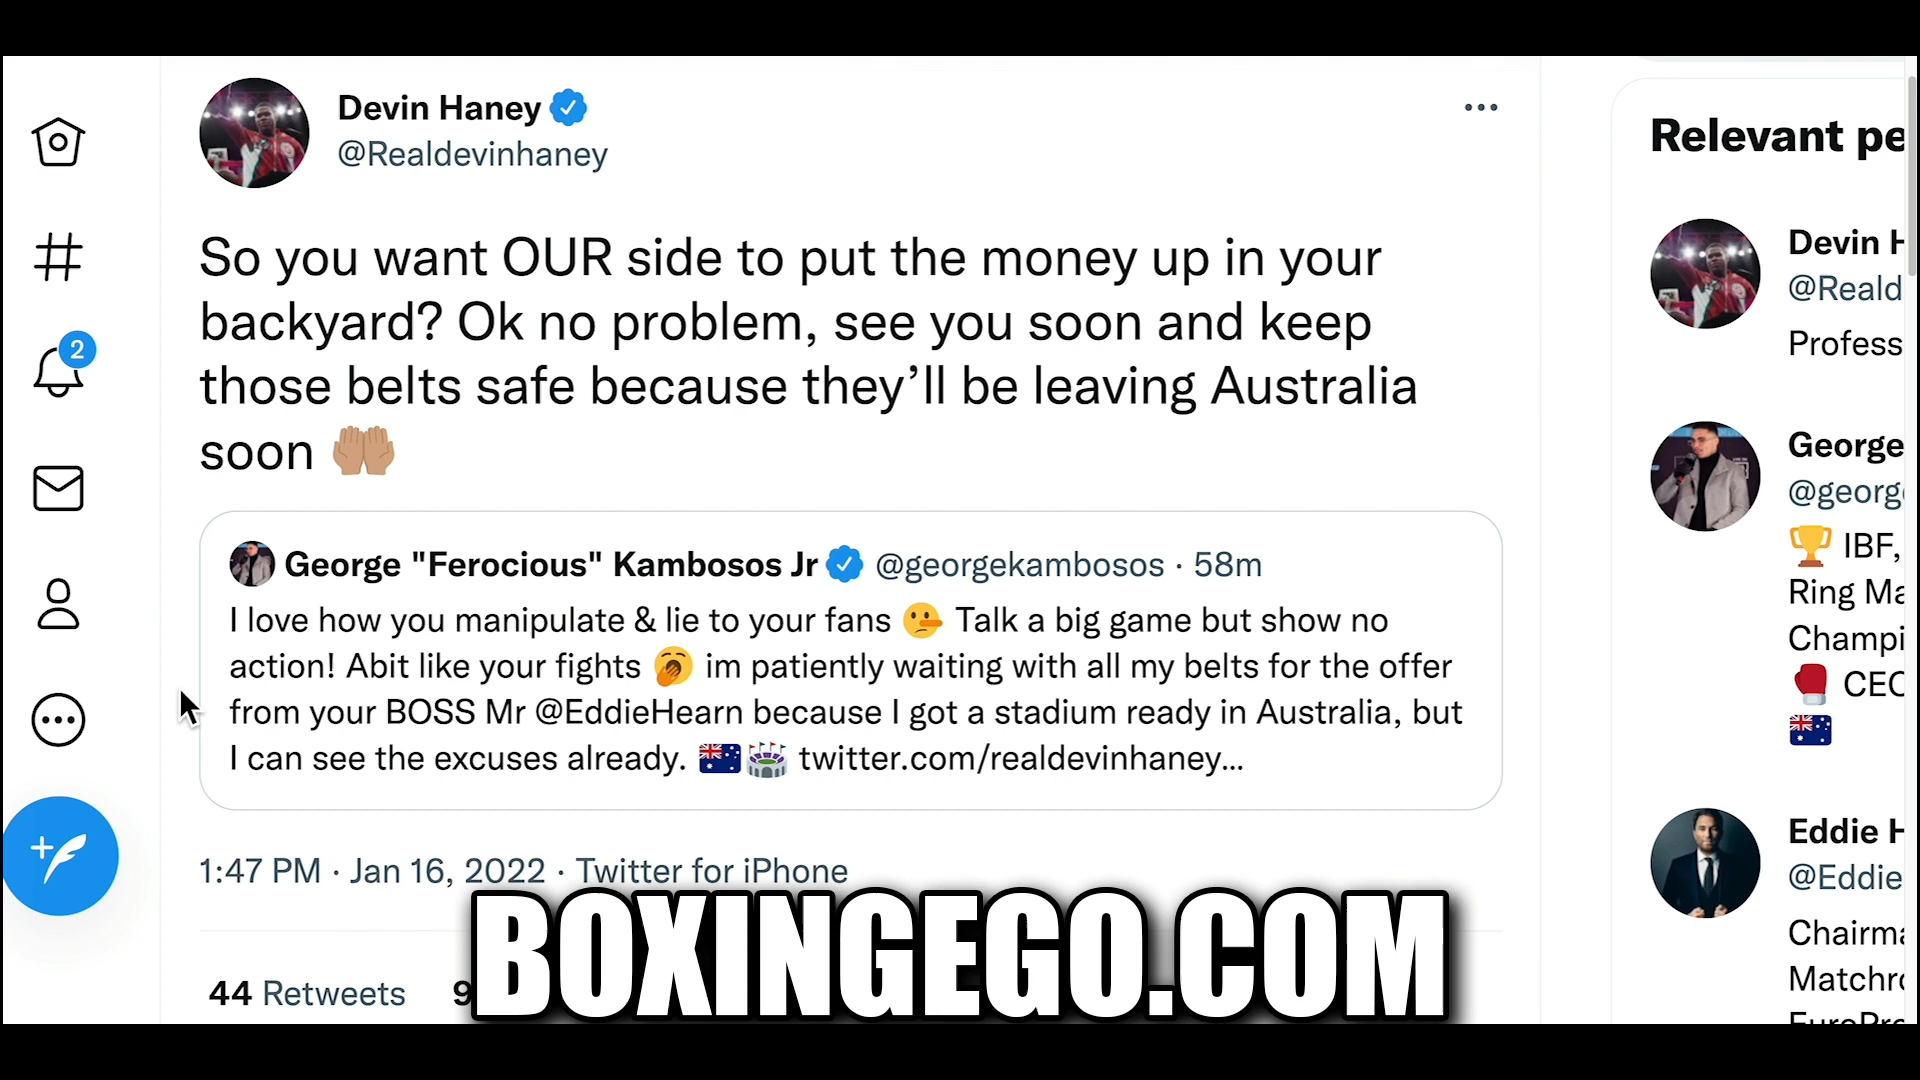 Devin Haney
@Realdevinhaney
So you want OUR side to put the money up in your
backyard? Ok no problem, see you soon and keep
those belts safe because they’ll be leaving Australia
soon 🤲🏽
George "Ferocious" Kambosos Jr @georgekambosos · 58m
I love how you manipulate & lie to your fans 🤥 Talk a big game but show no
action! Abit like your fights 🥱 im patiently waiting with all my belts for the offer
from your BOSS Mr @EddieHearn because I got a stadium ready in Australia, but
I can see the excuses already. 🇦🇺🏟 twitter.com/realdevinhaney...
1:47 PM · Jan 16, 2022 · Twitter for iPhone
44 Retweets 9
BOXINGEGO.COM
2
Relevant pe
Devin H
@Reald
Profess
George
@georg
🏆 IBF,
Ring Ma
Champi
🥊 CEO
🇦🇺
Eddie H
@Eddie
Chairma
Matchro